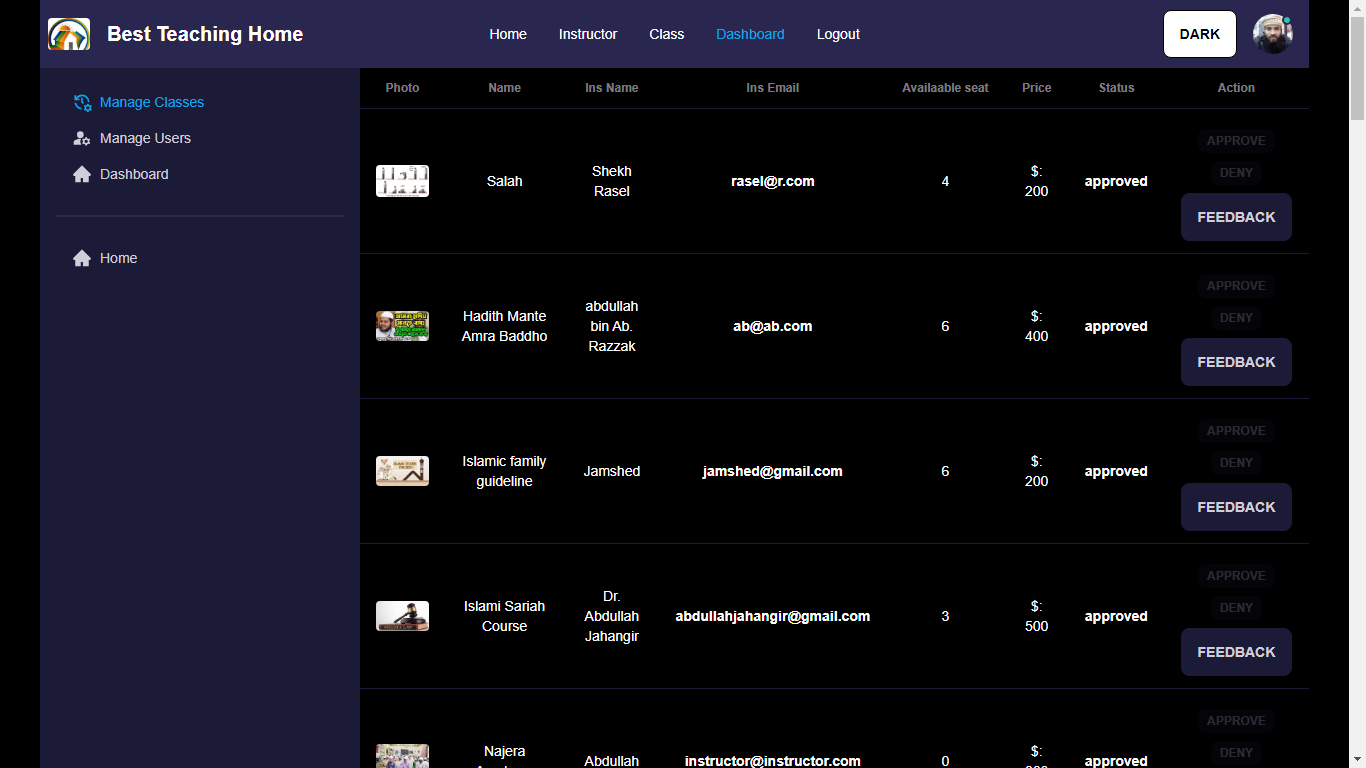 Best Teaching Home
Home Instructor Class Dashboard Logout
DARK
Manage Classes
Manage Users
Dashboard
Home
Photo Name Ins Name Ins Email Availaable seat Price Status Action
Salah
Shekh
Rasel
rasel@r.com
4
$:
200
approved
APPROVE
DENY
FEEDBACK
Hadith Mante
Amra Baddho
abdullah
bin Ab.
Razzak
ab@ab.com
6
$:
400
approved
APPROVE
DENY
FEEDBACK
Islamic family
guideline
Jamshed
jamshed@gmail.com
6
$:
200
approved
APPROVE
DENY
FEEDBACK
Islami Sariah
Course
Dr.
Abdullah
Jahangir
abdullahjahangir@gmail.com
3
$:
500
approved
APPROVE
DENY
FEEDBACK
Najera
Abdullah
instructor@instructor.com
0
$:
approved
APPROVE
DENY